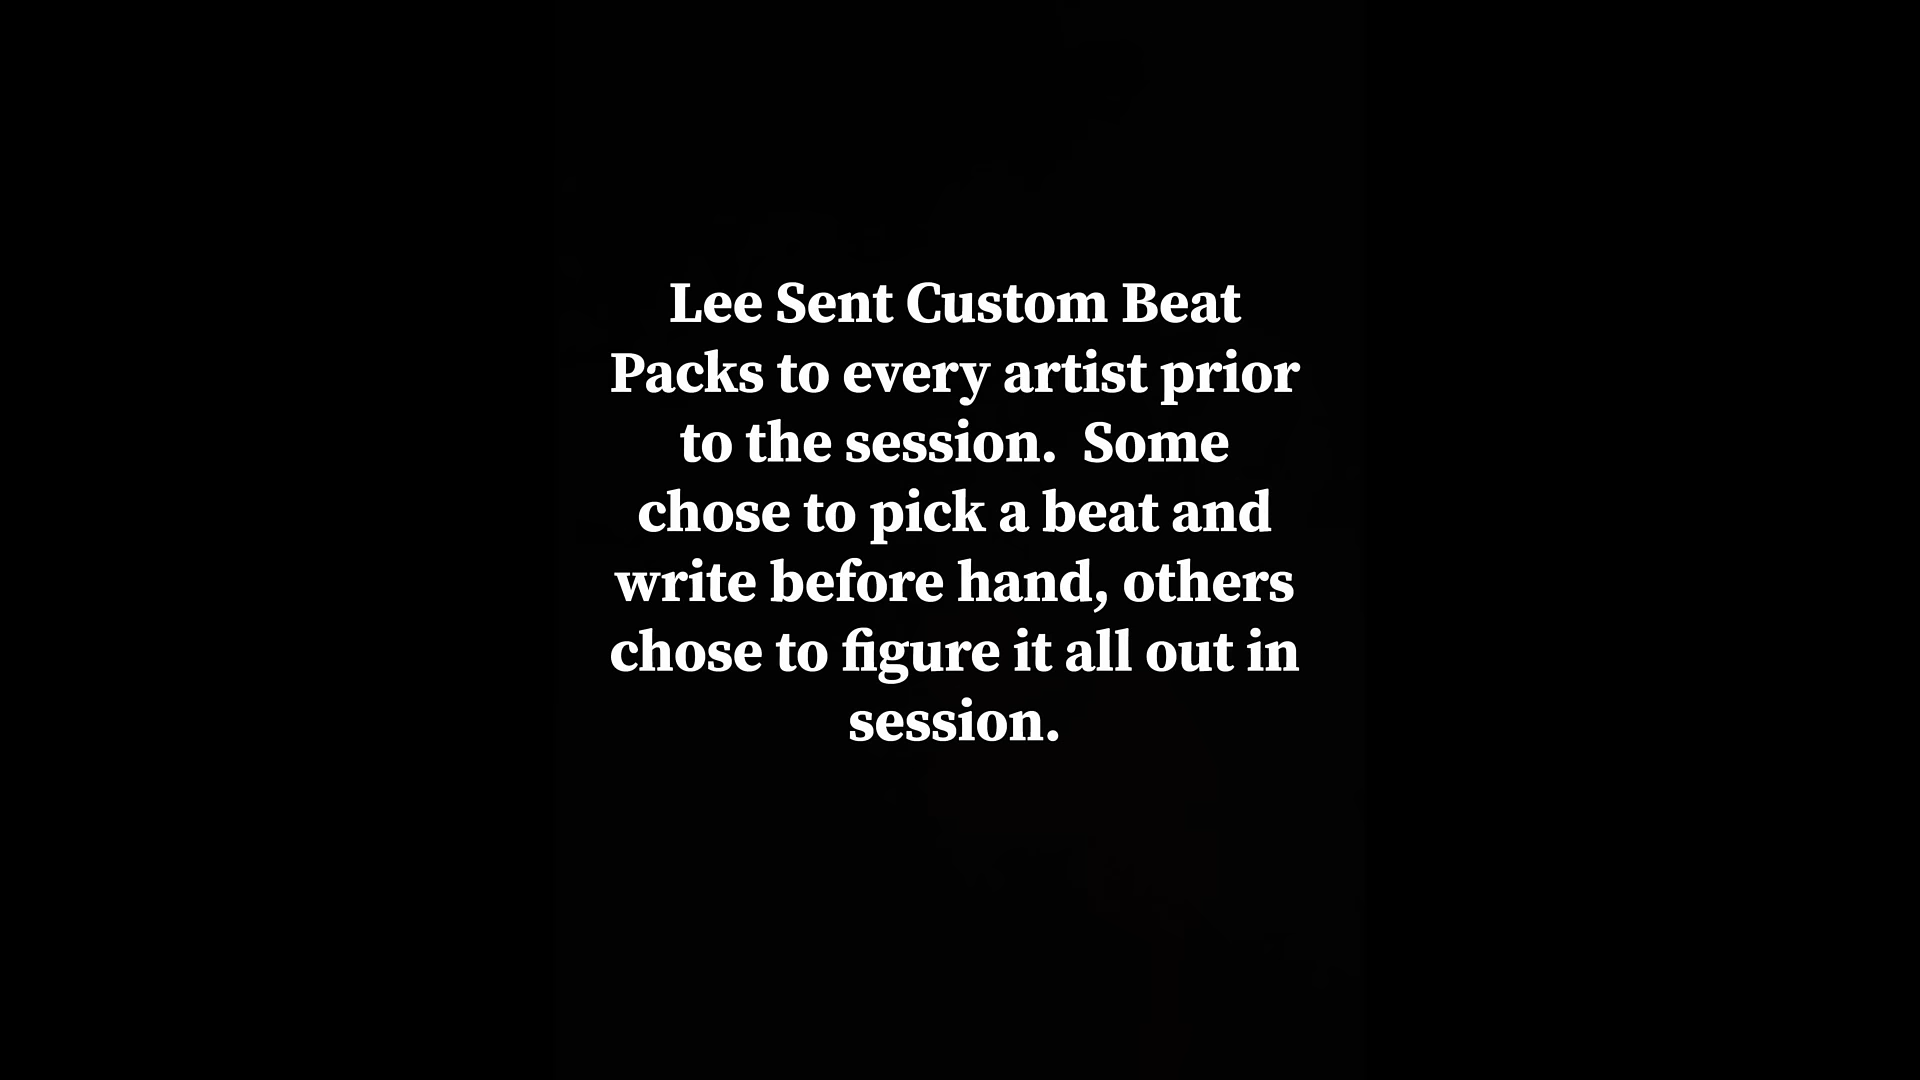 Lee Sent Custom Beat
Packs to every artist prior
to the session.  Some
chose to pick a beat and
write before hand, others
chose to figure it all out in
session.